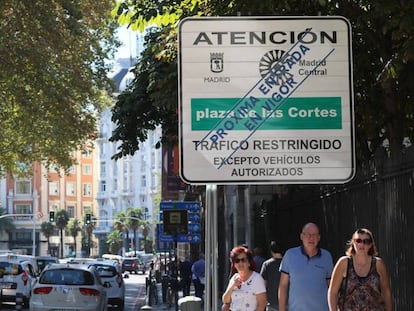 ATENCIÓN
MADRID
Madrid
Central
PRÓXIMA ENTRADA
EN VIGOR
plaza de las Cortes
TRÁFICO RESTRINGIDO
EXCEPTO VEHÍCULOS
AUTORIZADOS